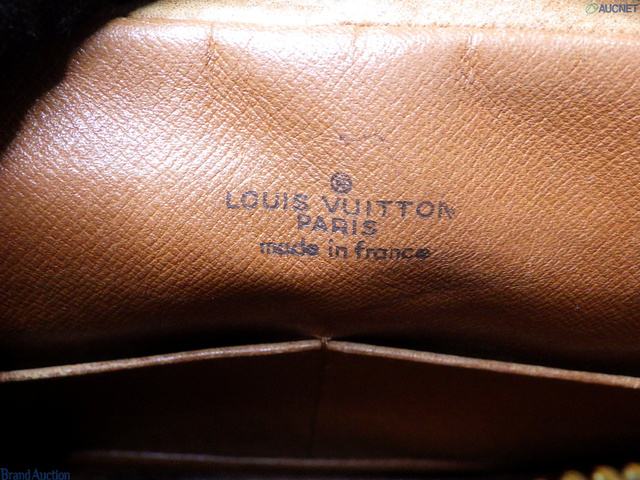 AUCNET
LOUIS VUITTON
PARIS
made in france
Brand Auction